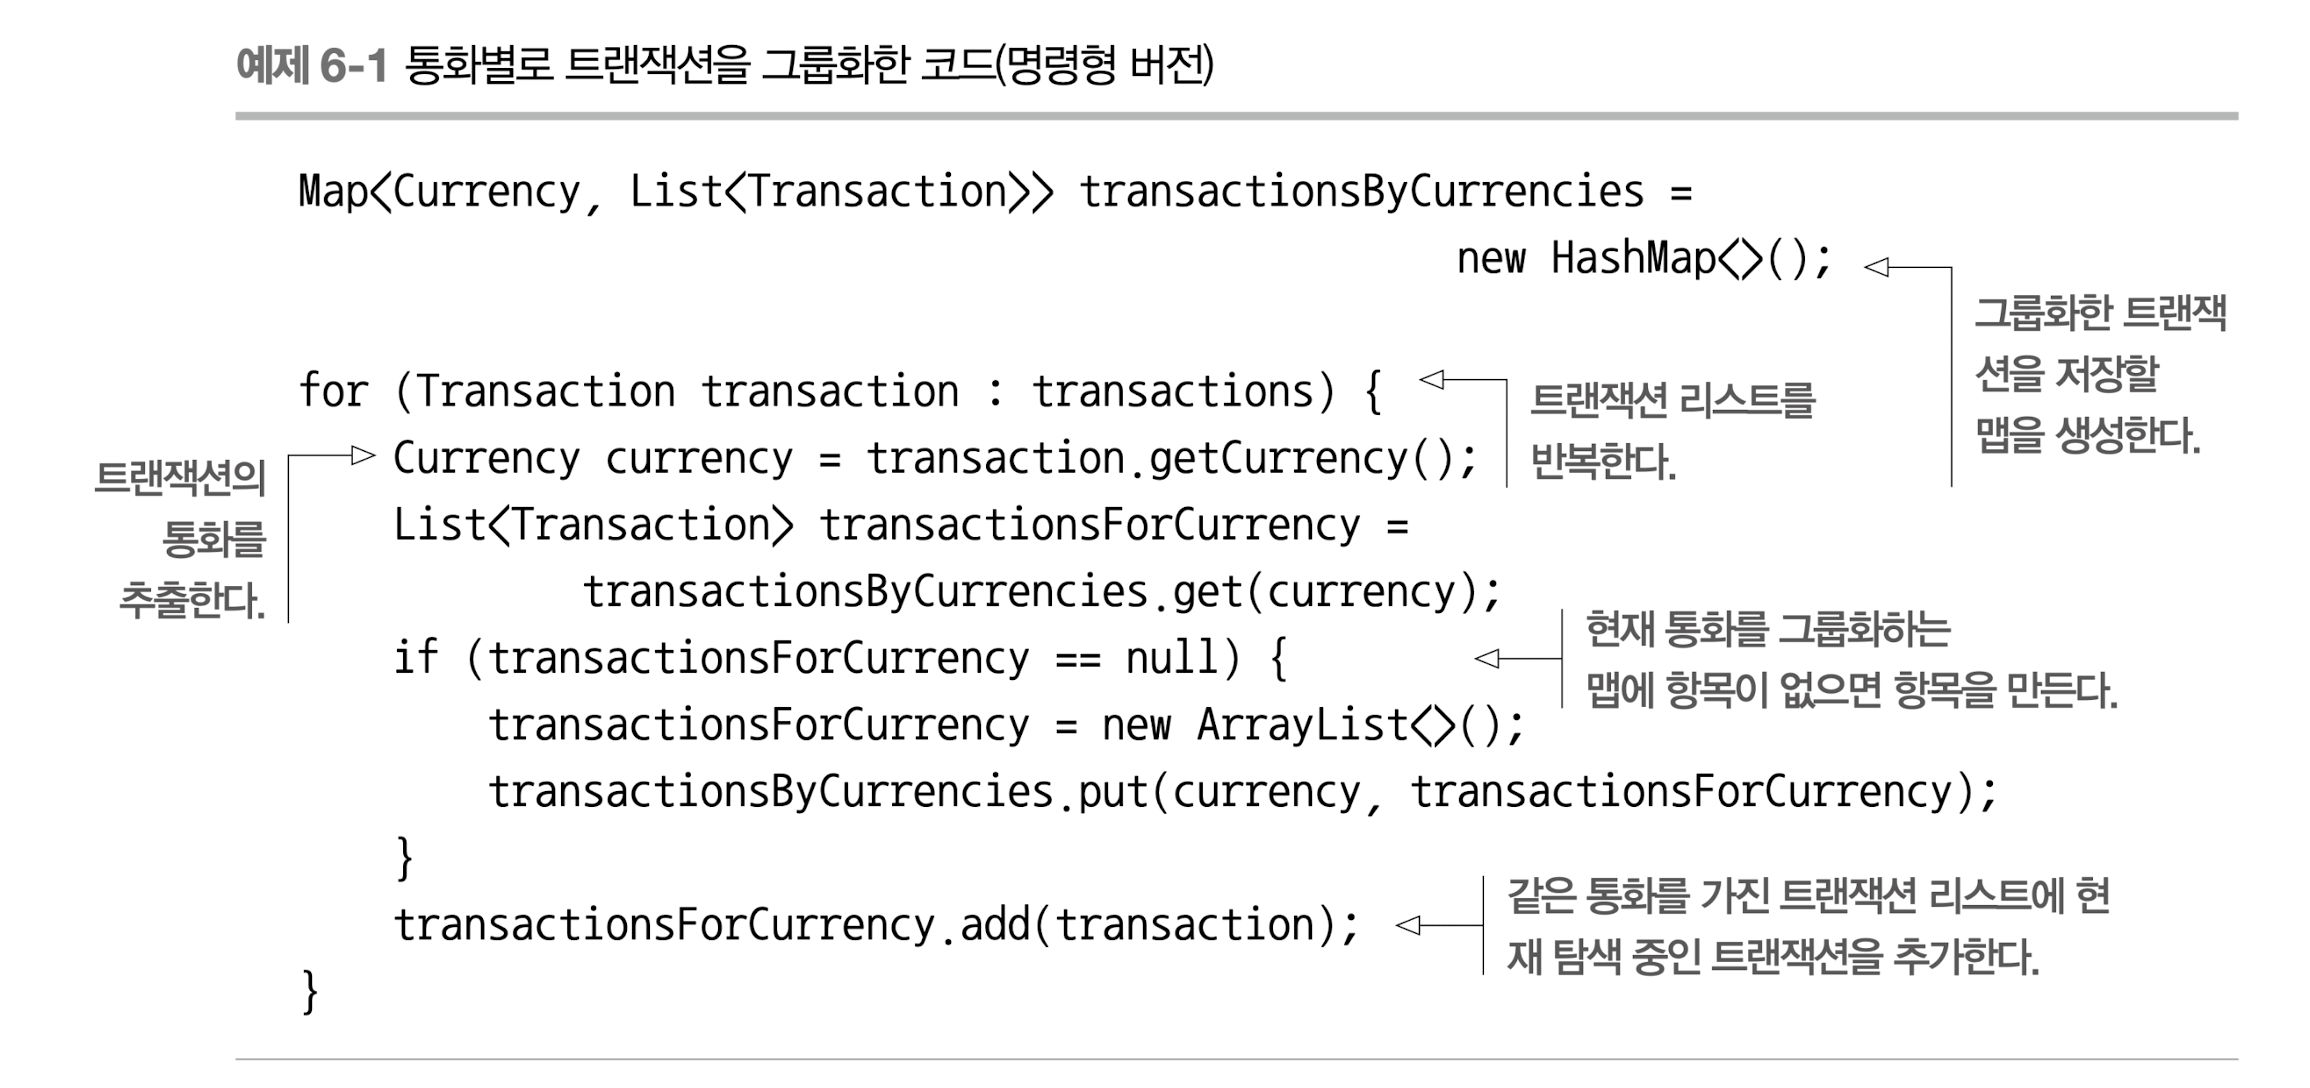 예제 6-1 통화별로 트랜잭션을 그룹화한 코드(명령형 버전)
Map<Currency, List<Transaction>> transactionsByCurrencies =
new HashMap<>();
그룹화한 트랜잭
션을 저장할
맵을 생성한다.
for (Transaction transaction : transactions) {
트랜잭션 리스트를
반복한다.
Currency currency = transaction.getCurrency();
트랜잭션의
통화를
추출한다.
List<Transaction> transactionsForCurrency =
transactionsByCurrencies.get(currency);
if (transactionsForCurrency == null) {
현재 통화를 그룹화하는
맵에 항목이 없으면 항목을 만든다.
transactionsForCurrency = new ArrayList<>();
transactionsByCurrencies.put(currency, transactionsForCurrency);
}
transactionsForCurrency.add(transaction);
같은 통화를 가진 트랜잭션 리스트에 현
재 탐색 중인 트랜잭션을 추가한다.
}